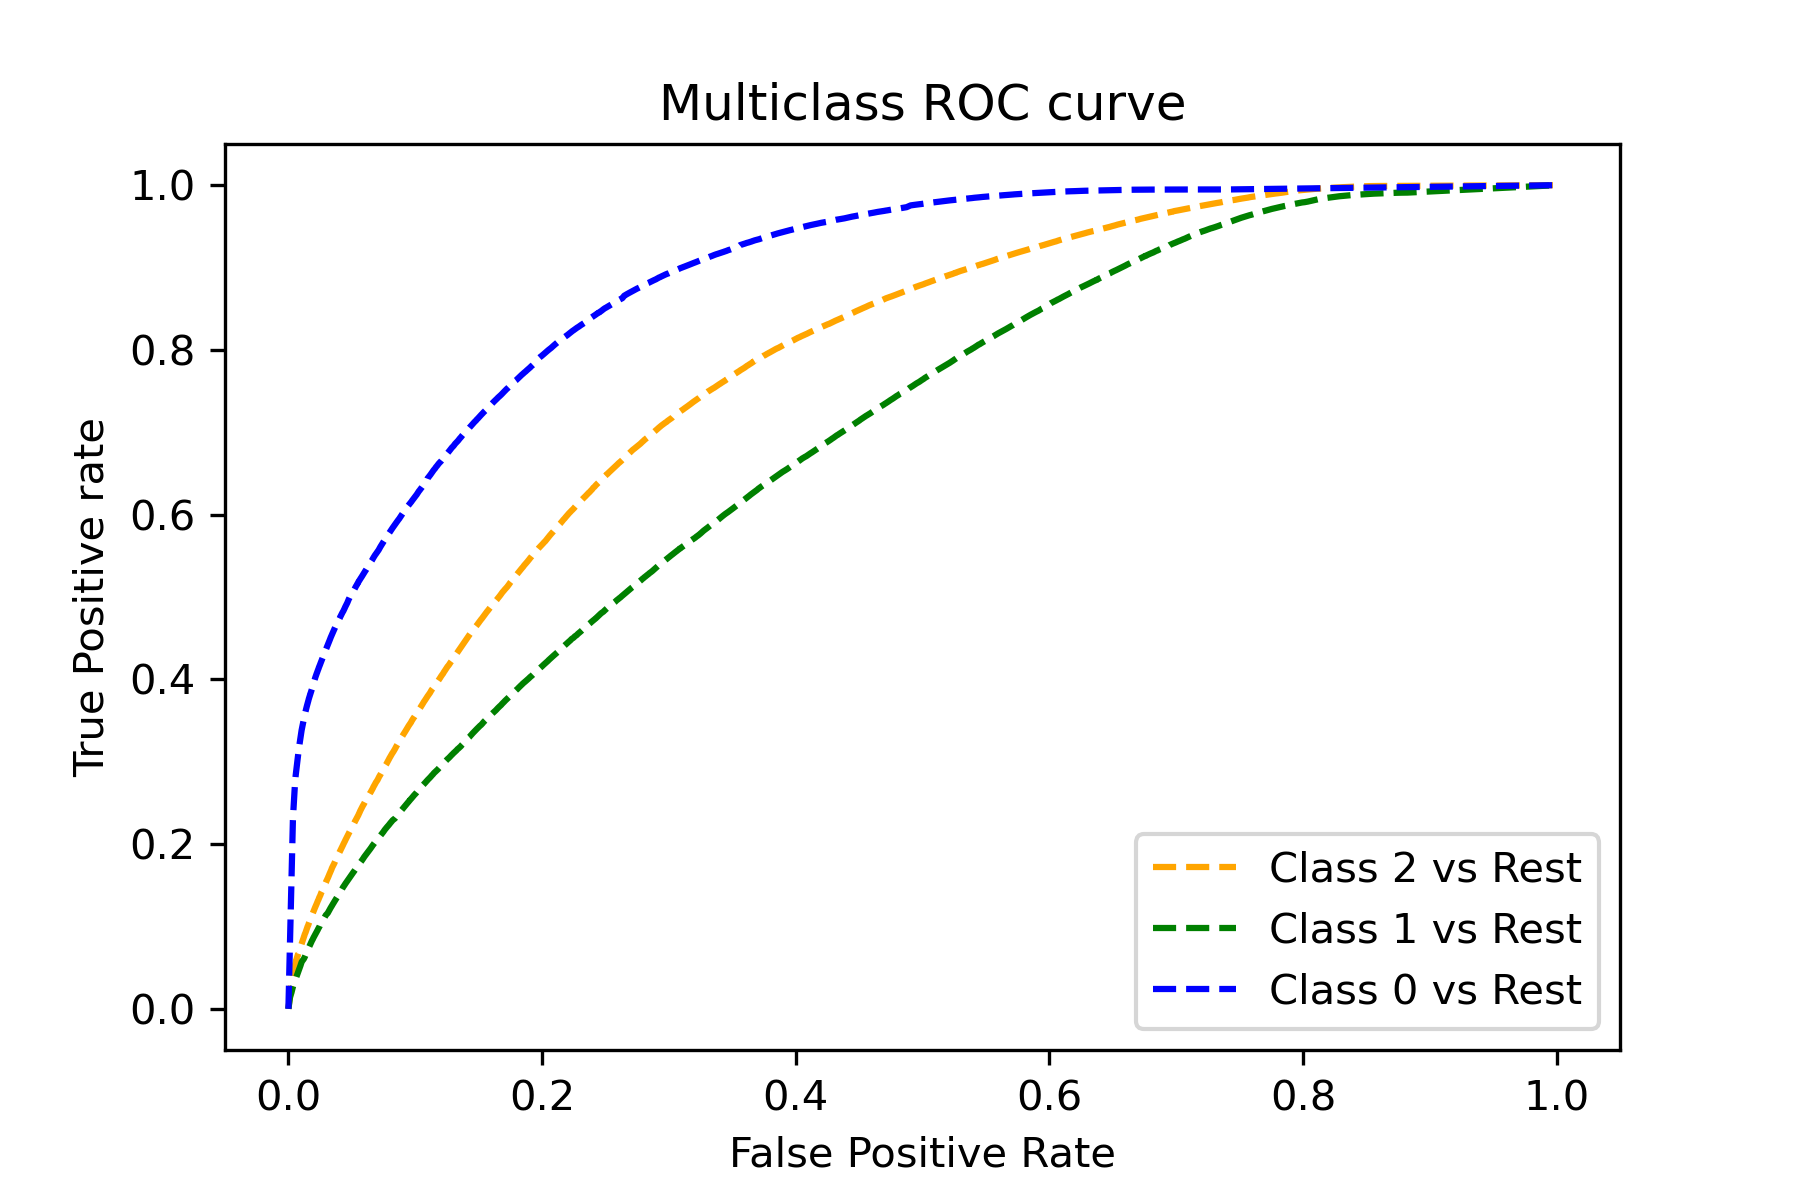 Multiclass ROC curve
True Positive rate
1.0
0.8
0.6
0.4
0.2
0.0
Class 2 vs Rest
Class 1 vs Rest
Class 0 vs Rest
0.0 0.2 0.4 0.6 0.8 1.0
False Positive Rate